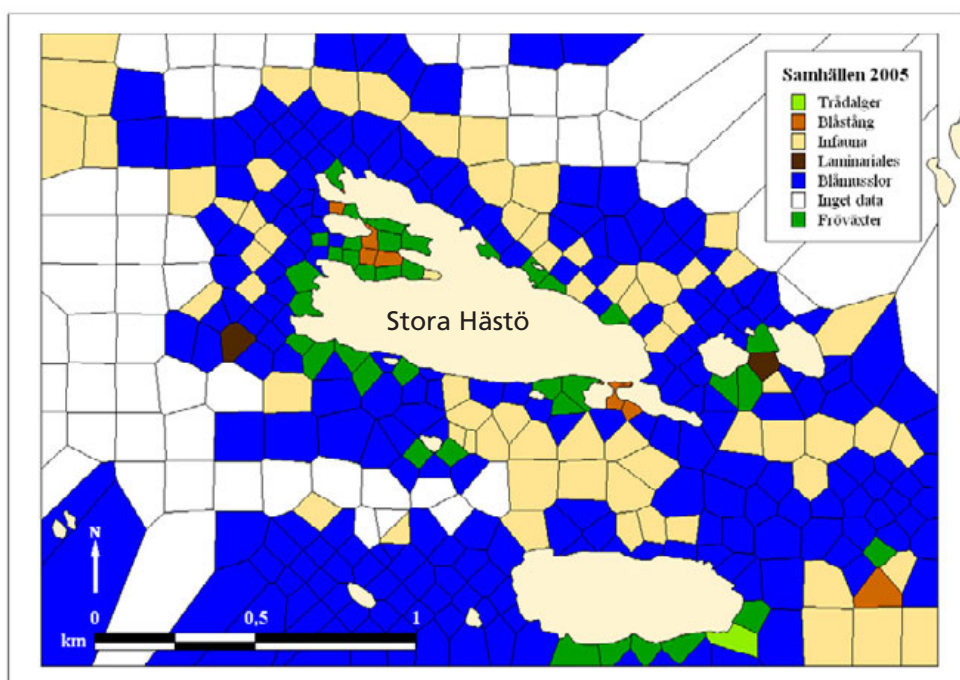 Samhällen 2005
Trådalger
Blåstång
Infauna
Laminariales
Blåmusslor
Inget data
Fröväxter
Stora Hästö
N
0 0,5 1
km